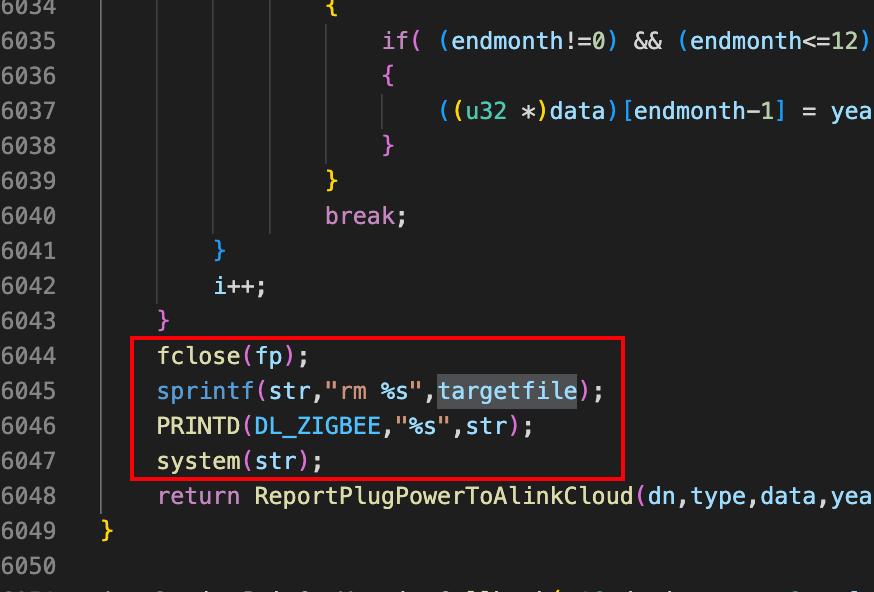 6034 {
6035 if( (endmonth!=0) && (endmonth<=12)
6036 {
6037 ((u32 *)data)[endmonth-1] = yea
6038 }
6039 }
6040 break;
6041 }
6042 i++;
6043 }
6044 fclose(fp);
6045 sprintf(str,"rm %s",targetfile);
6046 PRINTD(DL_ZIGBEE,"%s",str);
6047 system(str);
6048 return ReportPlugPowerToAlinkCloud(dn,type,data,yea
6049 }
6050